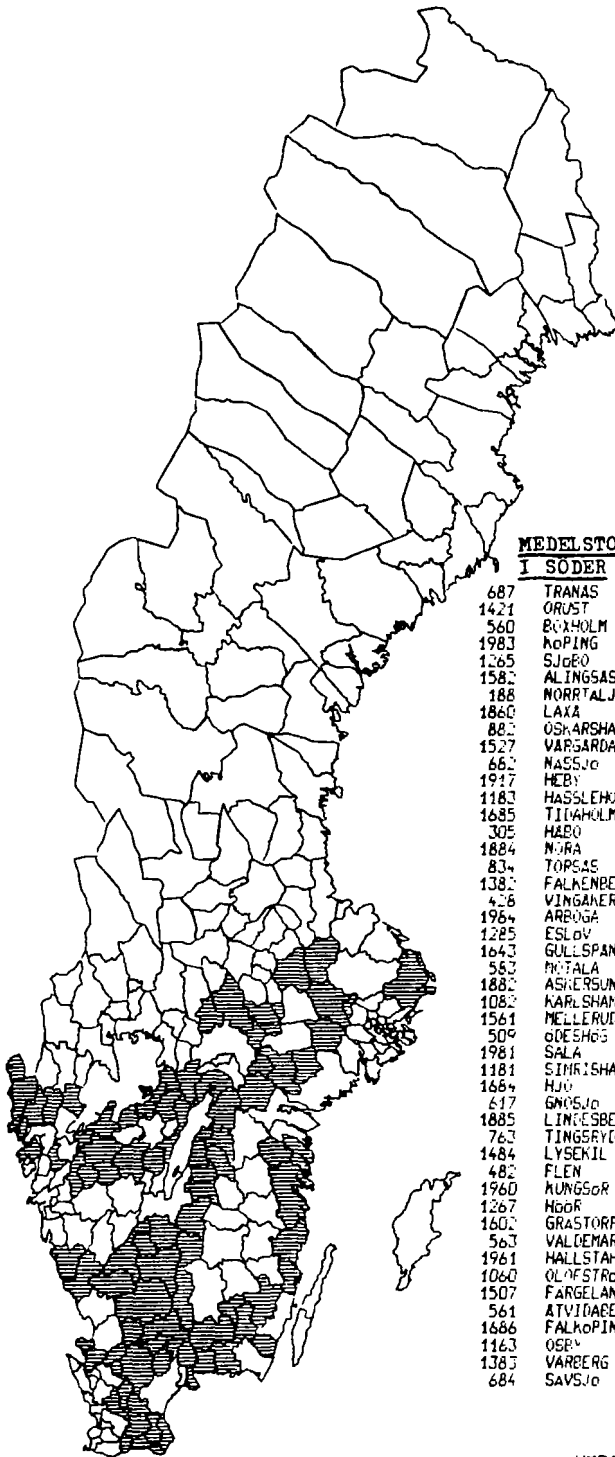 MEDELSTO
I SÖDER
687 TRANAS
1421 ORUST
560 BOXHOLM
1983 KoPING
1265 SJoBO
1582 ALINGSAS
188 NORRTALJ
1860 LAXA
882 OSKARSHA
1527 VARGARDA
682 NASSJo
1917 HEBY
1183 HASSLEHO
1685 TIDAHOLM
305 HABO
1884 NORA
834 TORSAS
1382 FALKENBE
428 VINGAKER
1984 ARBOGA
1285 ESLoV
1643 GULLSPAN
583 MOTALA
1882 ASKERSUN
1082 KARLSHAM
1561 MELLERUD
509 oDESHoG
1981 SALA
1181 SIMRISHA
1684 HJO
617 GNOSJo
1885 LINDESBE
763 TINGSRYD
1484 LYSEKIL
482 FLEN
1960 KUNGSoR
1267 HooR
1602 GRASTORP
563 VALDEMAR
1961 HALLSTAH
1060 OLOFSTRo
1507 FARGELAN
561 ATVIDABE
1686 FALKoPIN
1163 OSBY
1383 VARBERG
684 SAVSJo